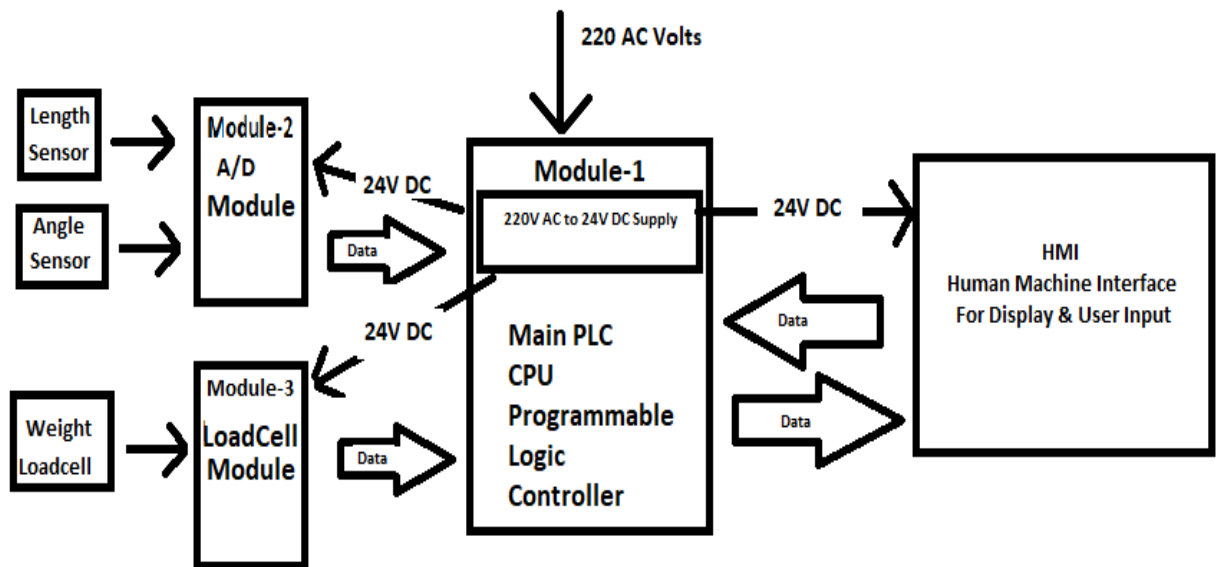 220 AC Volts
Length
Sensor
Module-2
A/D
Module
Angle
Sensor
24V DC
Data
Module-1
220V AC to 24V DC Supply
24V DC
HMI
Human Machine Interface
For Display & User Input
Data
Data
24V DC
Main PLC
CPU
Programmable
Logic
Controller
Weight
Loadcell
Module-3
LoadCell
Module
Data